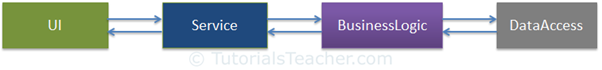 UI
Service
BusinessLogic
DataAccess
© TutorialsTeacher.com